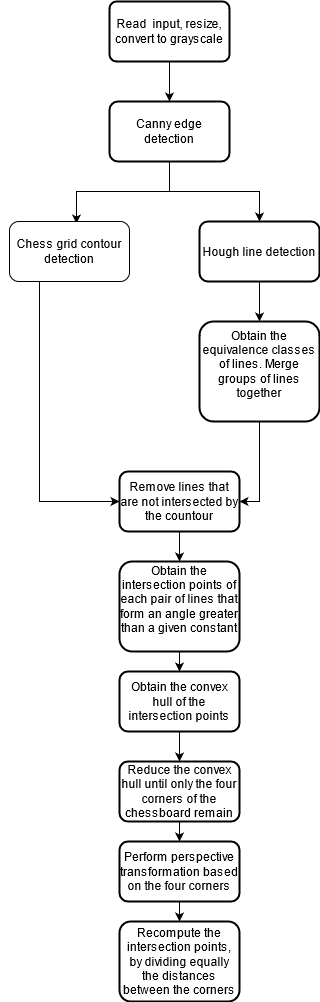 Read input, resize,
convert to grayscale
Canny edge
detection
Chess grid contour
detection
Hough line detection
Obtain the
equivalence classes
of lines. Merge
groups of lines
together
Remove lines that
are not intersected by
the countour
Obtain the
intersection points of
each pair of lines that
form an angle greater
than a given constant
Obtain the convex
hull of the
intersection points
Reduce the convex
hull until only the four
corners of the
chessboard remain
Perform perspective
transformation based
on the four corners
Recompute the
intersection points,
by dividing equally
the distances
between the corners